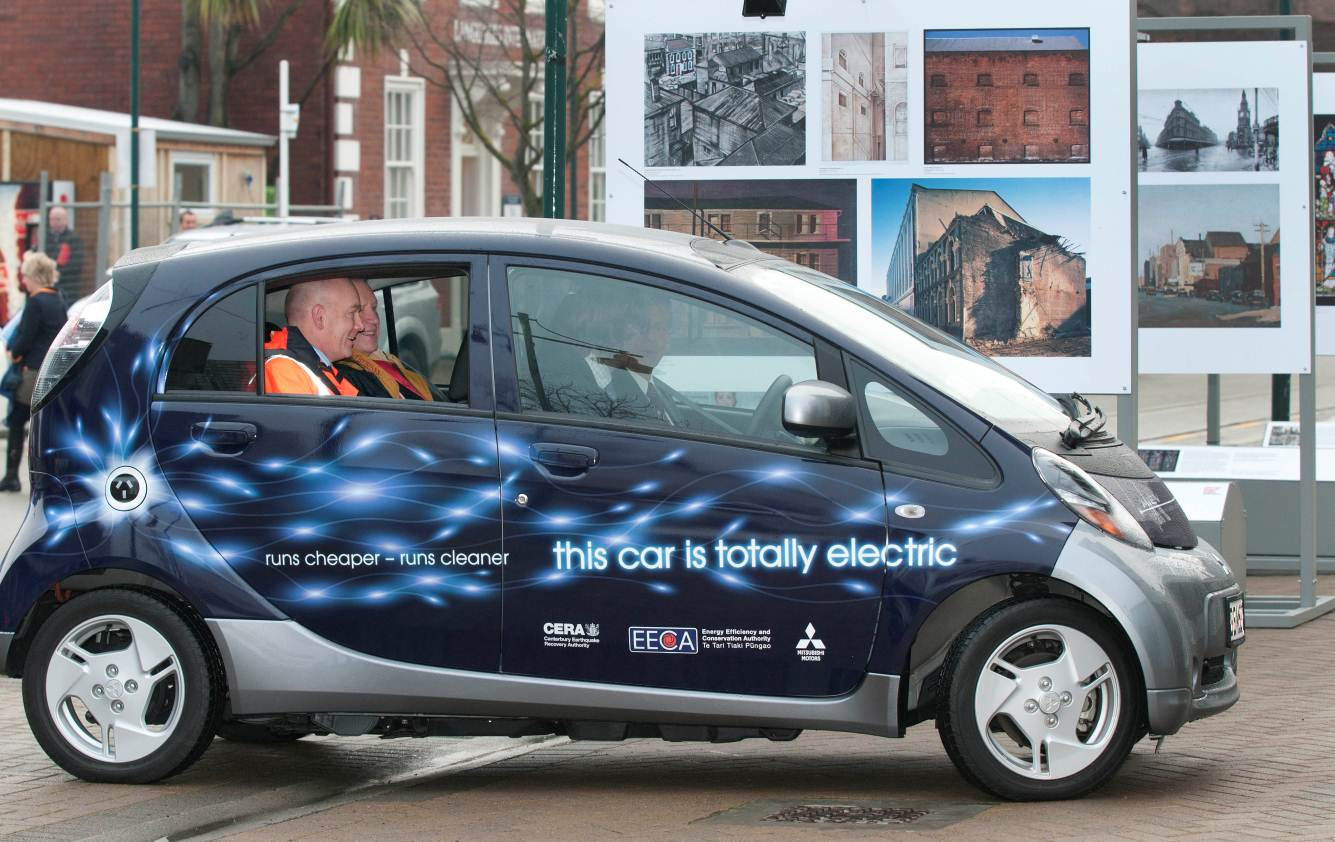 runs cheaper – runs cleaner
this car is totally electric
CERA
Canterbury Earthquake
Recovery Authority
EECA
Energy Efficiency and
Conservation Authority
Te Tari Tiaki Pūngao
MITSUBISHI
MOTORS